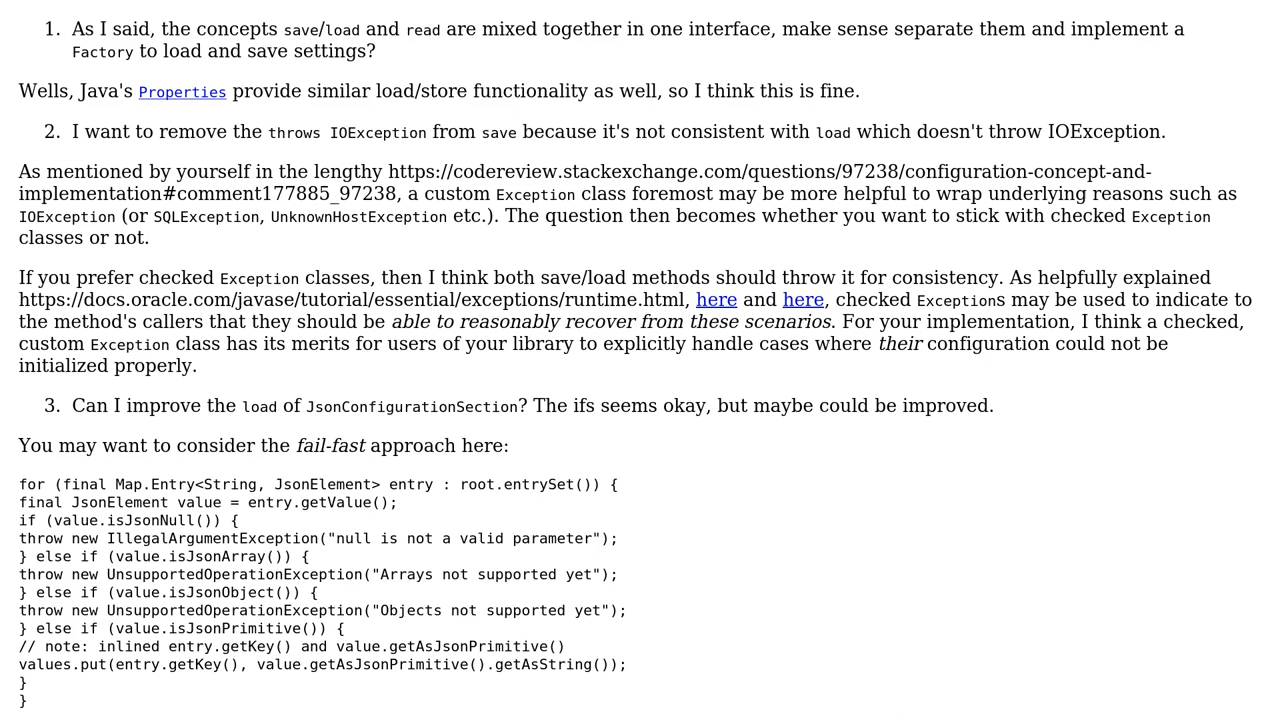 1. As I said, the concepts save/load and read are mixed together in one interface, make sense separate them and implement a
Factory to load and save settings?
Wells, Java's Properties provide similar load/store functionality as well, so I think this is fine.
2. I want to remove the throws IOException from save because it's not consistent with load which doesn't throw IOException.
As mentioned by yourself in the lengthy https://codereview.stackexchange.com/questions/97238/configuration-concept-and-
implementation#comment177885_97238, a custom Exception class foremost may be more helpful to wrap underlying reasons such as
IOException (or SQLException, UnknownHostException etc.). The question then becomes whether you want to stick with checked Exception
classes or not.
If you prefer checked Exception classes, then I think both save/load methods should throw it for consistency. As helpfully explained
https://docs.oracle.com/javase/tutorial/essential/exceptions/runtime.html, here and here, checked Exceptions may be used to indicate to
the method's callers that they should be able to reasonably recover from these scenarios. For your implementation, I think a checked,
custom Exception class has its merits for users of your library to explicitly handle cases where their configuration could not be
initialized properly.
3. Can I improve the load of JsonConfigurationSection? The ifs seems okay, but maybe could be improved.
You may want to consider the fail-fast approach here:
for (final Map.Entry<String, JsonElement> entry : root.entrySet()) {
final JsonElement value = entry.getValue();
if (value.isJsonNull()) {
throw new IllegalArgumentException("null is not a valid parameter");
} else if (value.isJsonArray()) {
throw new UnsupportedOperationException("Arrays not supported yet");
} else if (value.isJsonObject()) {
throw new UnsupportedOperationException("Objects not supported yet");
} else if (value.isJsonPrimitive()) {
// note: inlined entry.getKey() and value.getAsJsonPrimitive()
values.put(entry.getKey(), value.getAsJsonPrimitive().getAsString());
}
}